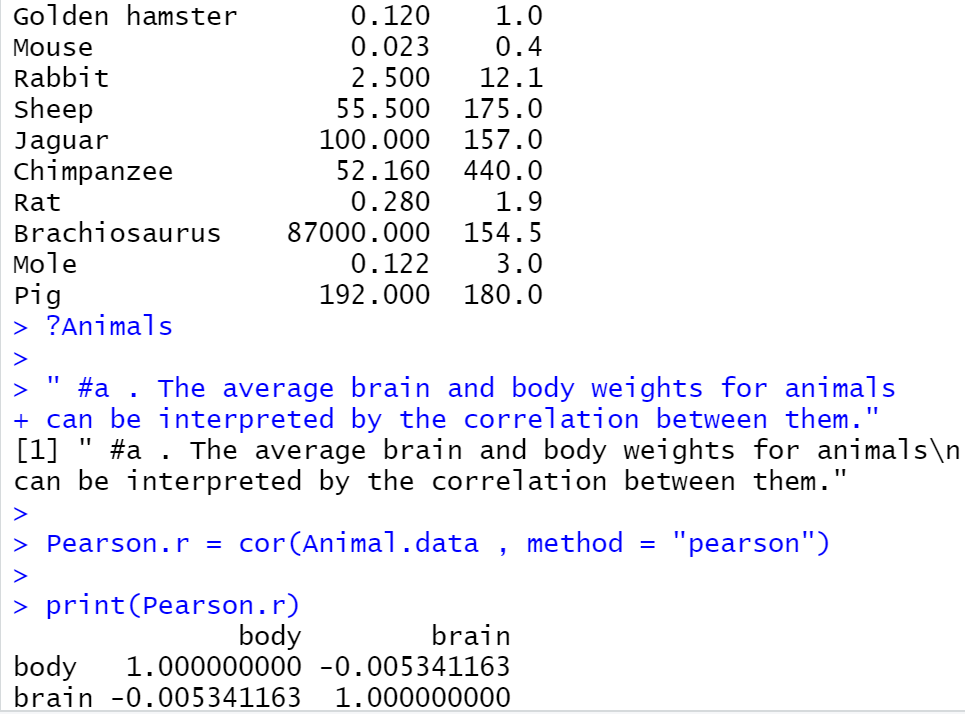 Golden hamster       0.120    1.0
Mouse                0.023    0.4
Rabbit               2.500   12.1
Sheep               55.500  175.0
Jaguar             100.000  157.0
Chimpanzee          52.160  440.0
Rat                  0.280    1.9
Brachiosaurus    87000.000  154.5
Mole                 0.122    3.0
Pig                192.000  180.0
> ?Animals
>
> " #a . The average brain and body weights for animals
+ can be interpreted by the correlation between them."
[1] " #a . The average brain and body weights for animals\n
can be interpreted by the correlation between them."
>
> Pearson.r = cor(Animal.data , method = "pearson")
>
> print(Pearson.r)
              body        brain
body   1.000000000 -0.005341163
brain -0.005341163  1.000000000